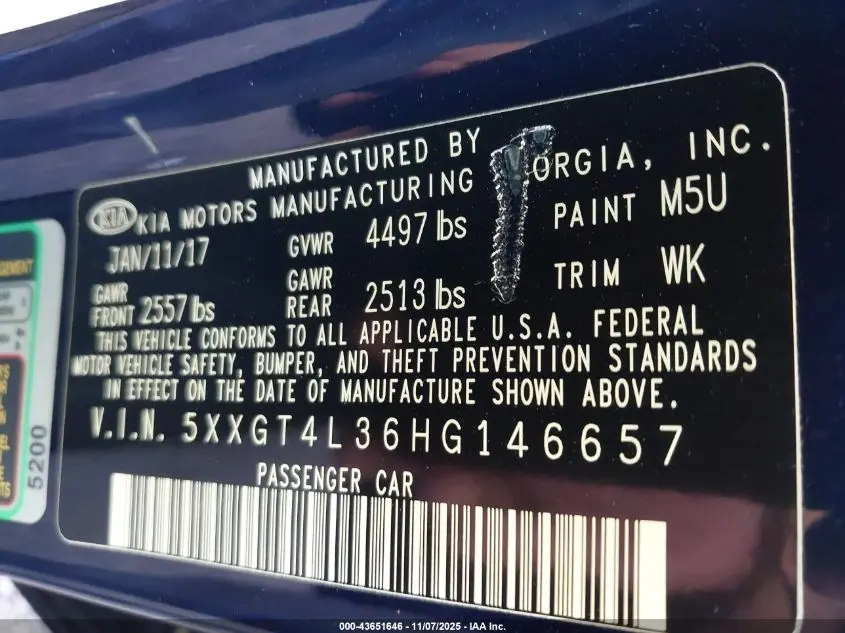 MANUFACTURED BY
KIA KIA MOTORS MANUFACTURING ORGIA, INC.
JAN/11/17 GVWR 4497 lbs PAINT M5U
GAWR FRONT 2557 lbs GAWR REAR 2513 lbs TRIM WK
THIS VEHICLE CONFORMS TO ALL APPLICABLE U.S.A. FEDERAL
MOTOR VEHICLE SAFETY, BUMPER, AND THEFT PREVENTION STANDARDS
IN EFFECT ON THE DATE OF MANUFACTURE SHOWN ABOVE.
V.I.N. 5XXGT4L36HG146657
PASSENGER CAR
5200
000-43651646 - 11/07/2025 - IAA Inc.